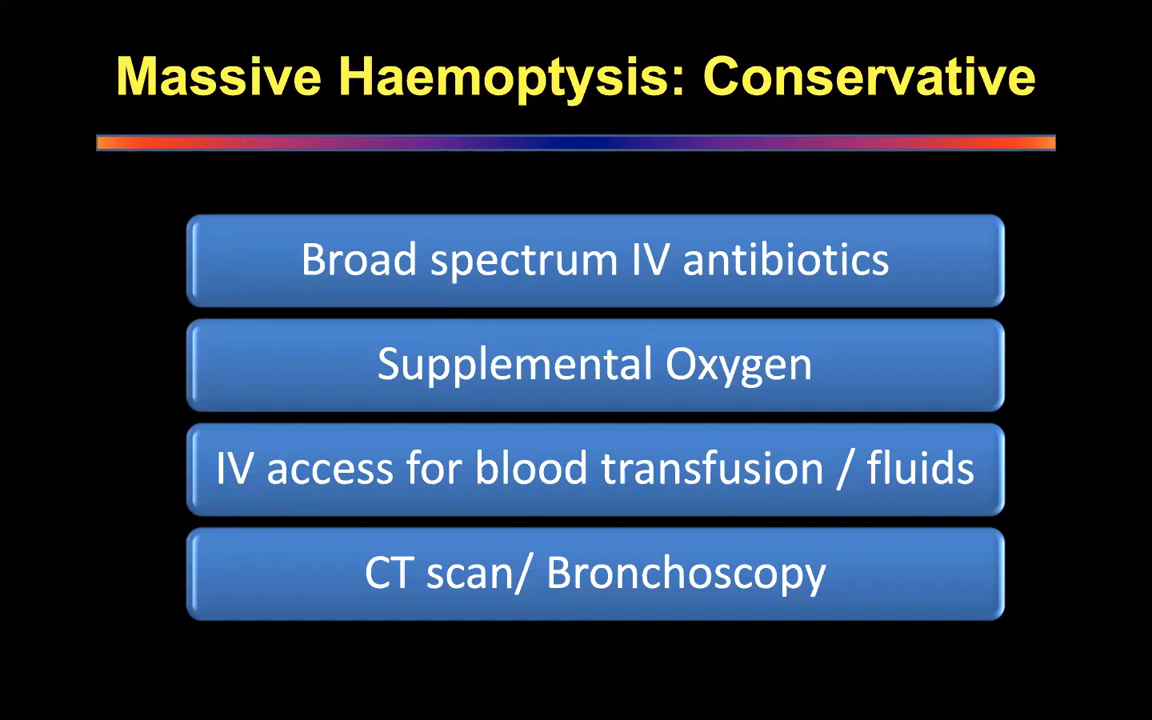 Massive Haemoptysis: Conservative
Broad spectrum IV antibiotics
Supplemental Oxygen
IV access for blood transfusion / fluids
CT scan/ Bronchoscopy